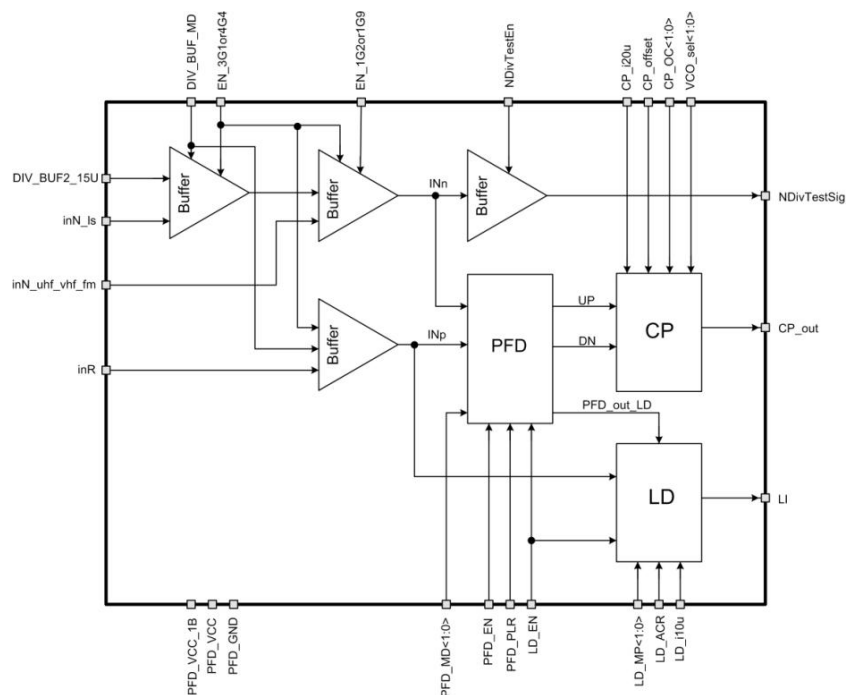 DIV_BUF_MD
EN_3G1or4G4
EN_1G2or1G9
NDivTestEn
CP_i20u
CP_offset
CP_OC<1:0>
VCO_sel<1:0>
DIV_BUF2_15U
inN_ls
inN_uhf_vhf_fm
inR
Buffer
Buffer
Buffer
Buffer
INn
INp
NDivTestSig
PFD
UP
DN
CP
CP_out
PFD_out_LD
LD
LI
PFD_VCC_1B
PFD_VCC
PFD_GND
PFD_MD<1:0>
PFD_EN
PFD_PLR
LD_EN
LD_MP<1:0>
LD_ACR
LD_i10u